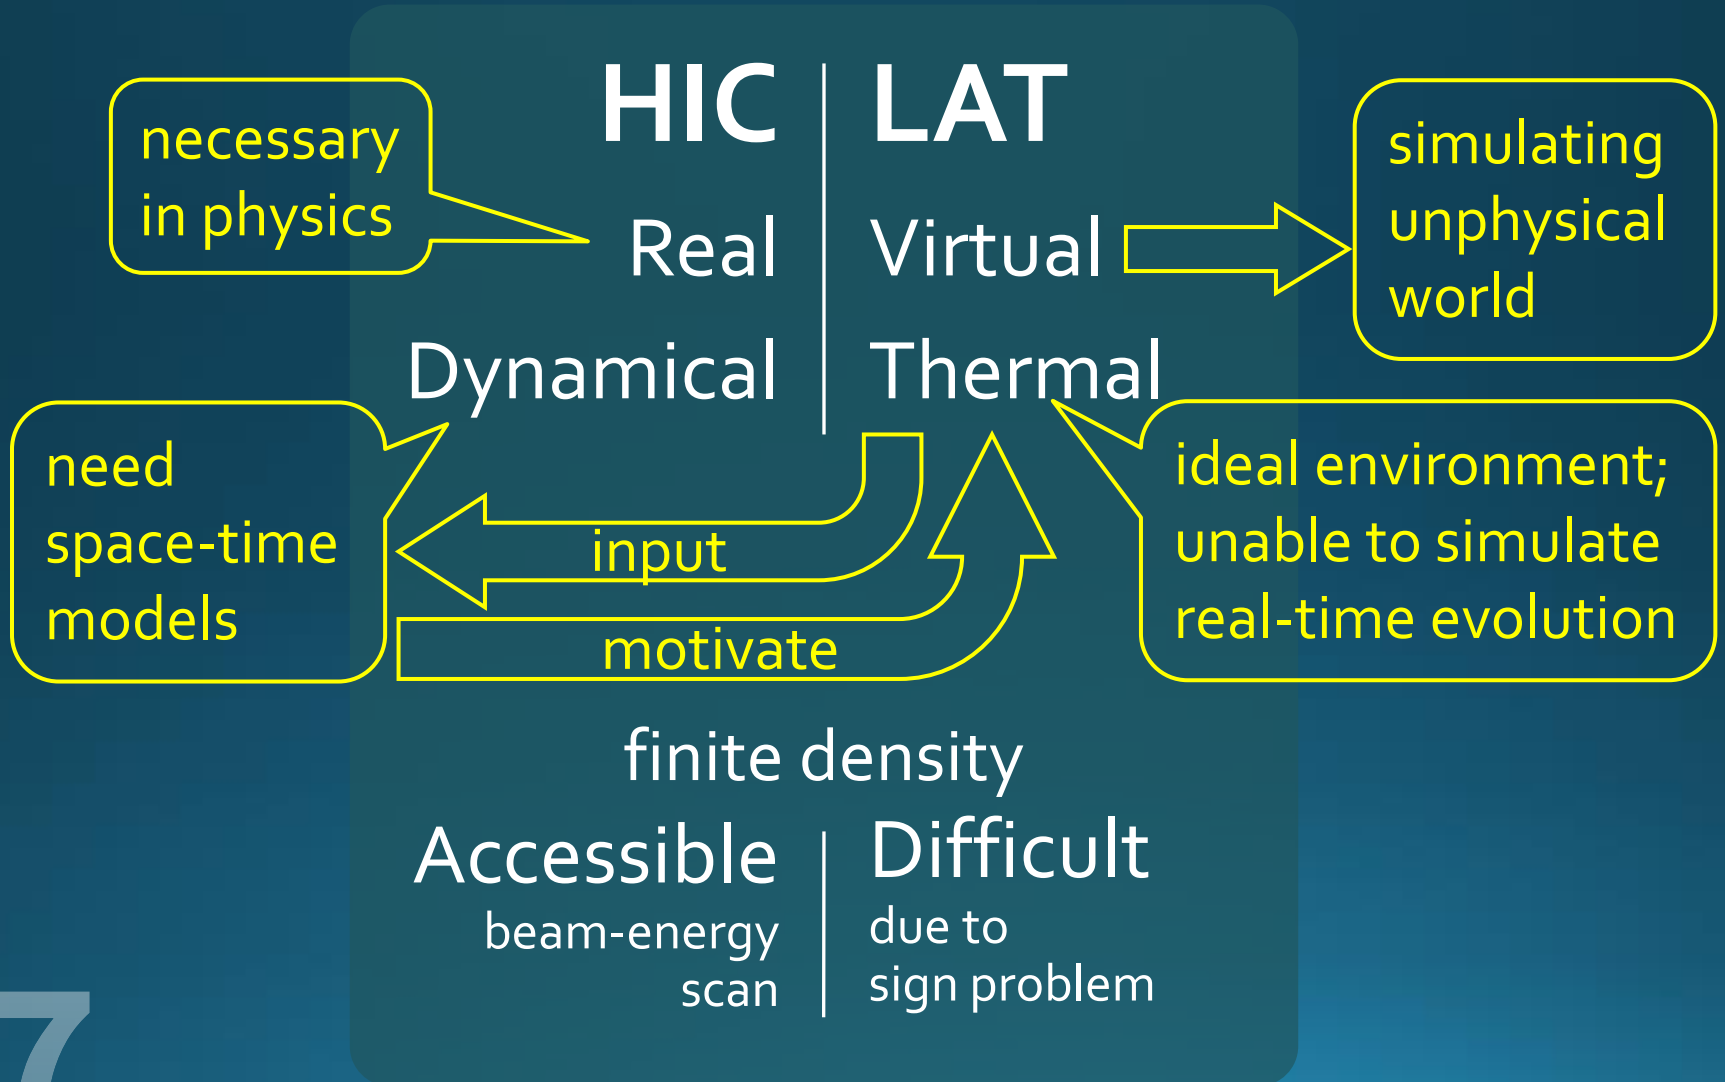 HIC
LAT
necessary
in physics
Real
Virtual
simulating
unphysical
world
Dynamical
Thermal
need
space-time
models
ideal environment;
unable to simulate
real-time evolution
input
motivate
finite density
Accessible
beam-energy
scan
Difficult
due to
sign problem
7